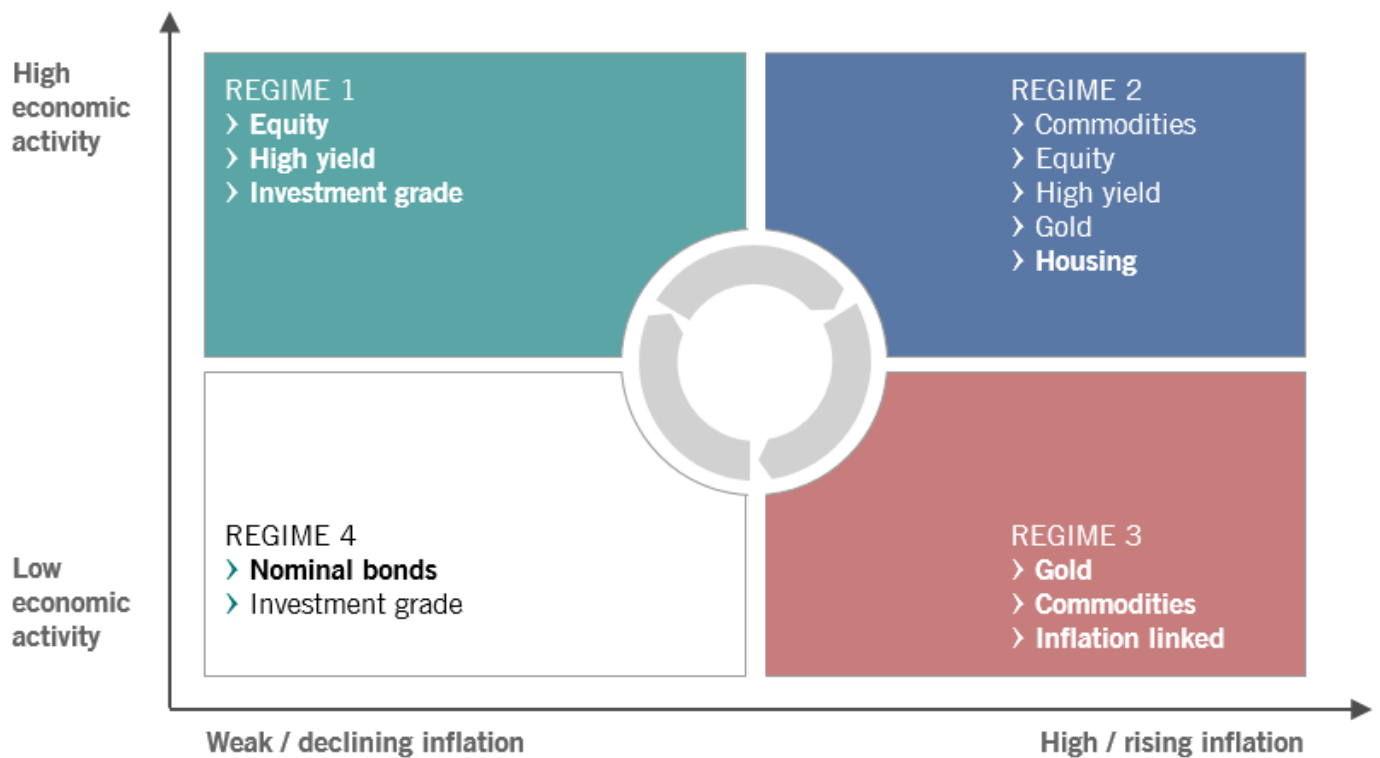 High
economic
activity
REGIME 1
› Equity
› High yield
› Investment grade
REGIME 2
› Commodities
› Equity
› High yield
› Gold
› Housing
REGIME 4
› Nominal bonds
› Investment grade
REGIME 3
› Gold
› Commodities
› Inflation linked
Low
economic
activity
Weak / declining inflation
High / rising inflation